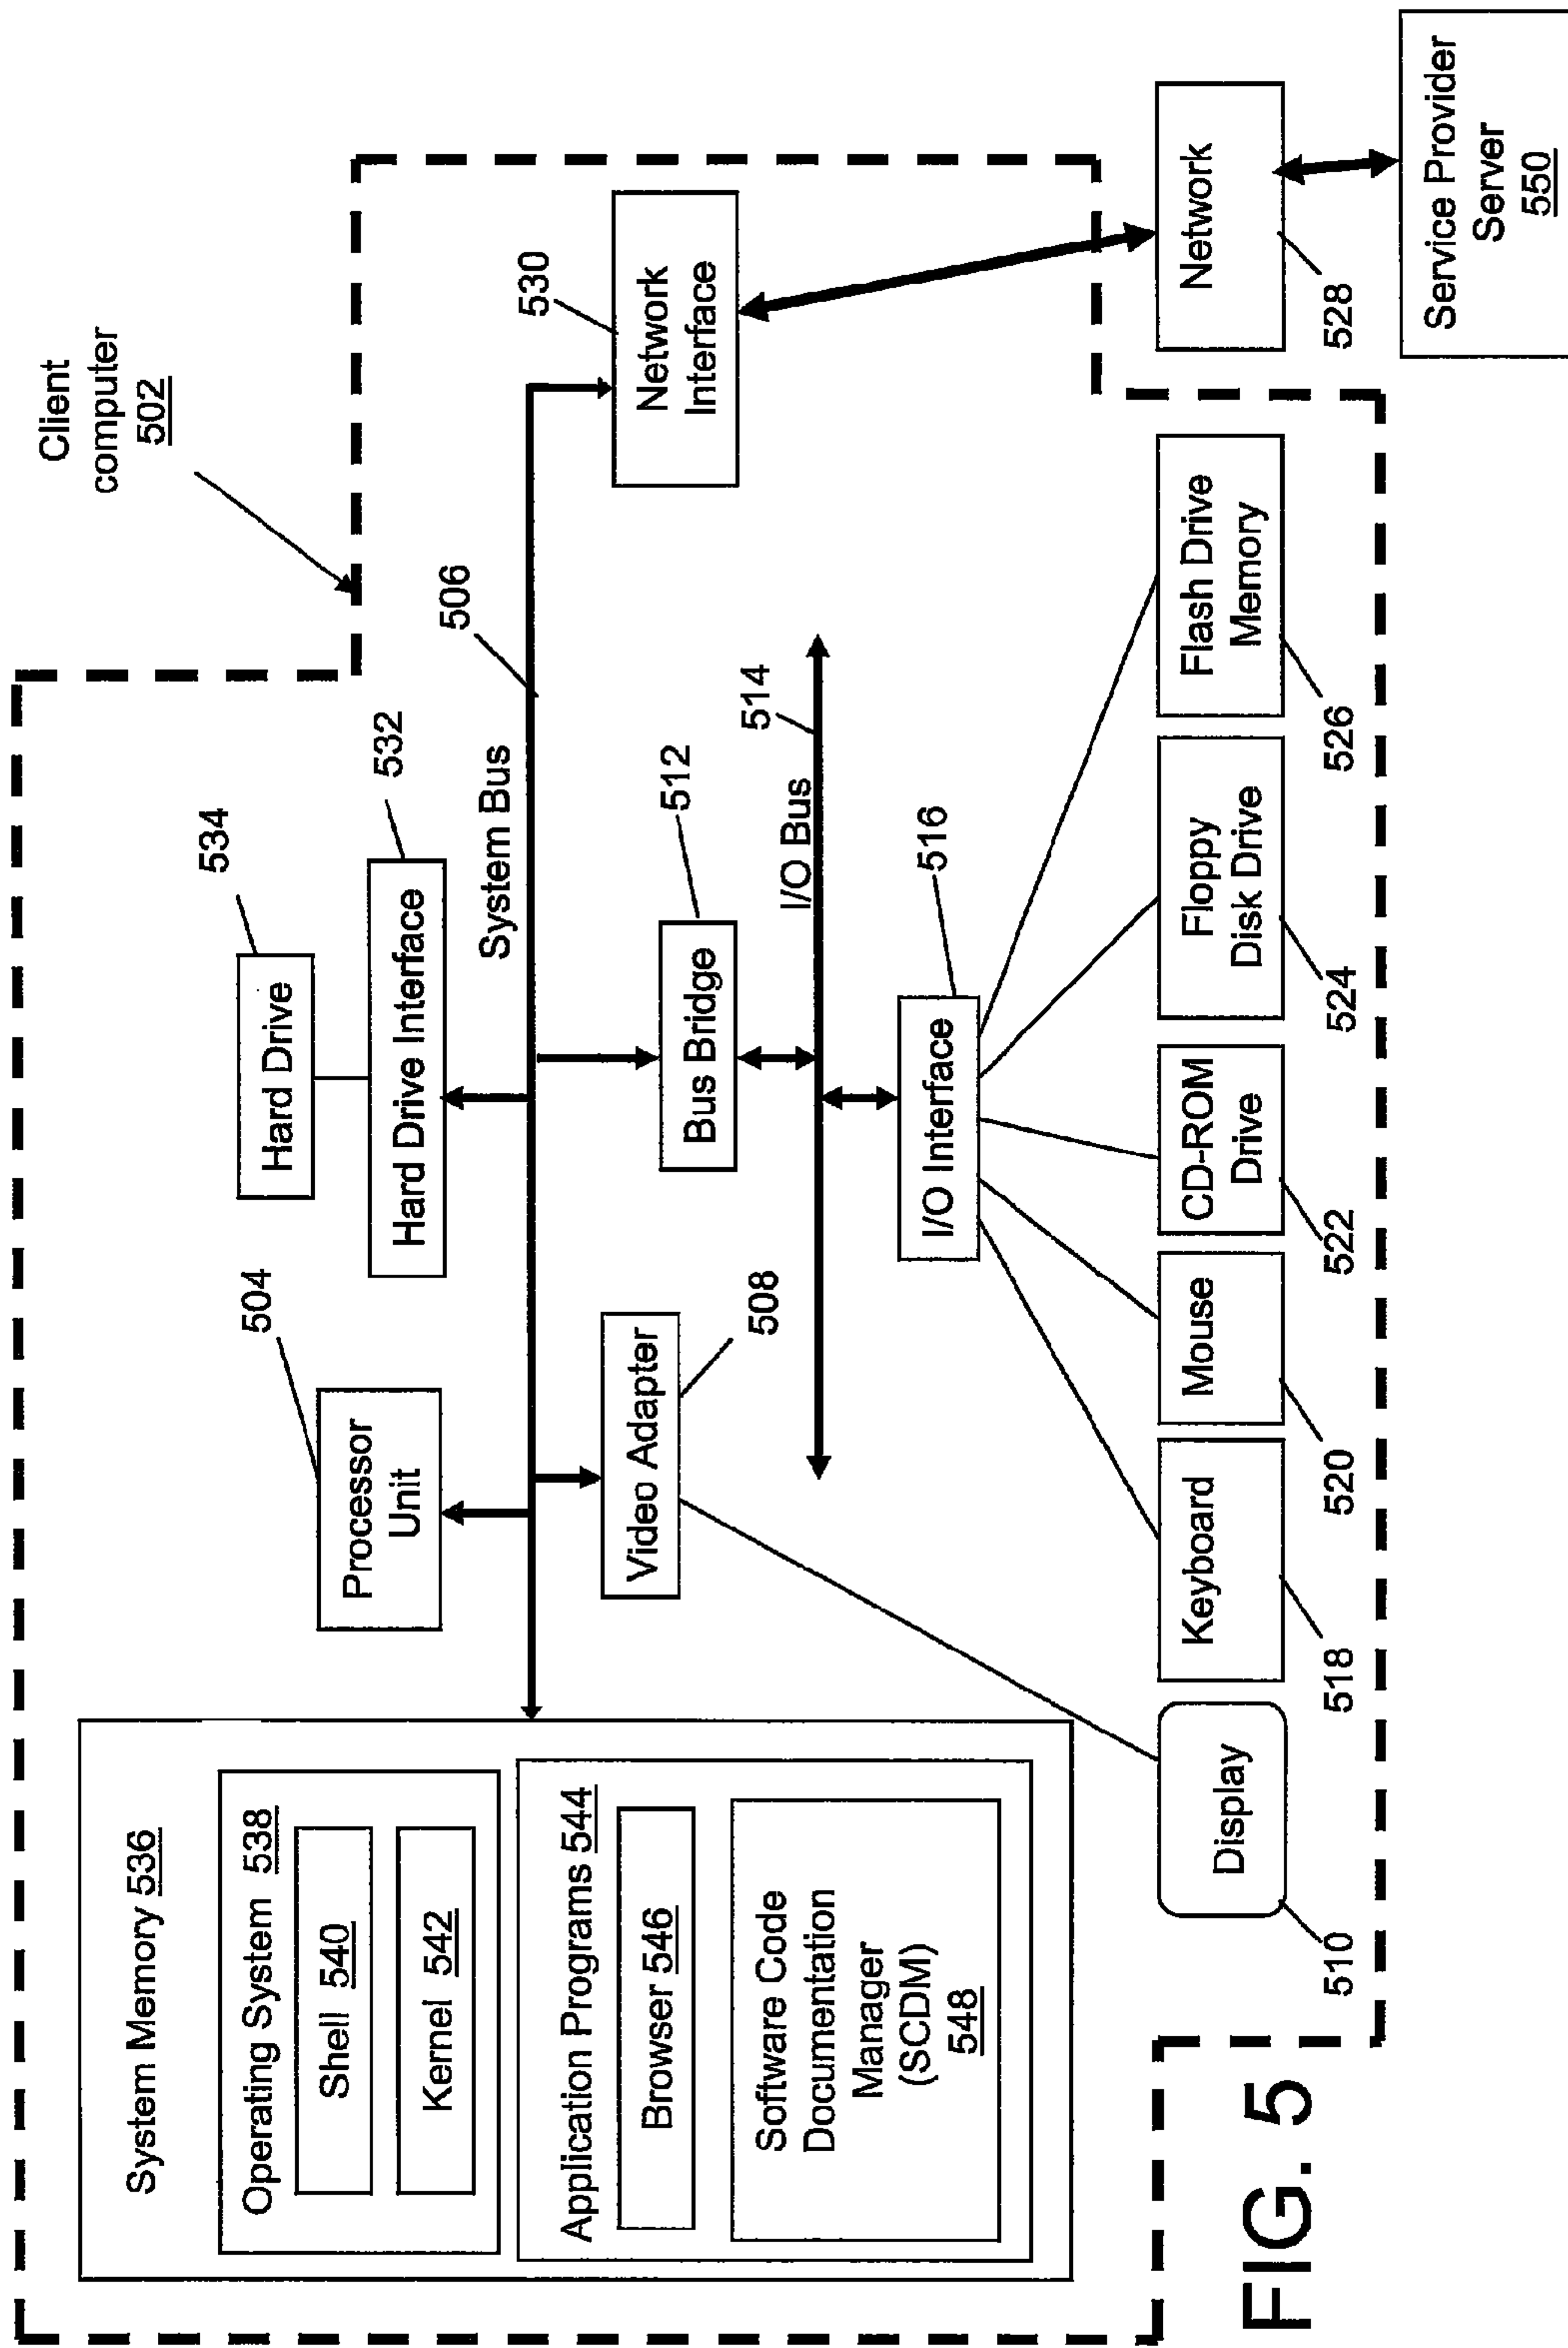 Client
computer
502
System Memory 536
Operating System 538
Shell 540
Kernel 542
Application Programs 544
Browser 546
Software Code
Documentation
Manager
(SCDM)
548
504
Processor
Unit
534
Hard Drive
532
Hard Drive Interface
System Bus
506
530
Network
Interface
Video Adapter
508
512
Bus Bridge
514
I/O Bus
516
I/O Interface
Display
510
Keyboard
518
Mouse
520
CD-ROM
Drive
522
Floppy
Disk Drive
524
Flash Drive
Memory
526
Network
528
Service Provider
Server
550
FIG. 5